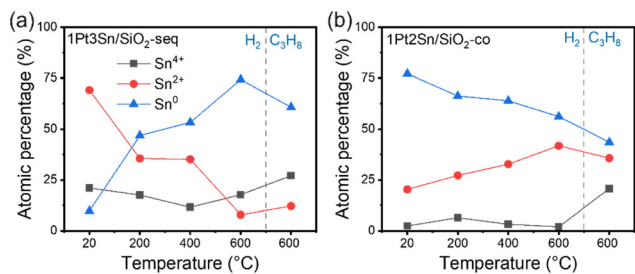 (a)
1Pt3Sn/SiO₂-seq
H₂
C₃H₈
Sn⁴⁺
Sn²⁺
Sn⁰
Atomic percentage (%)
100
75
50
25
0
20 200 400 600 600
Temperature (°C)
(b)
1Pt2Sn/SiO₂-co
H₂
C₃H₈
Atomic percentage (%)
100
75
50
25
0
20 200 400 600 600
Temperature (°C)